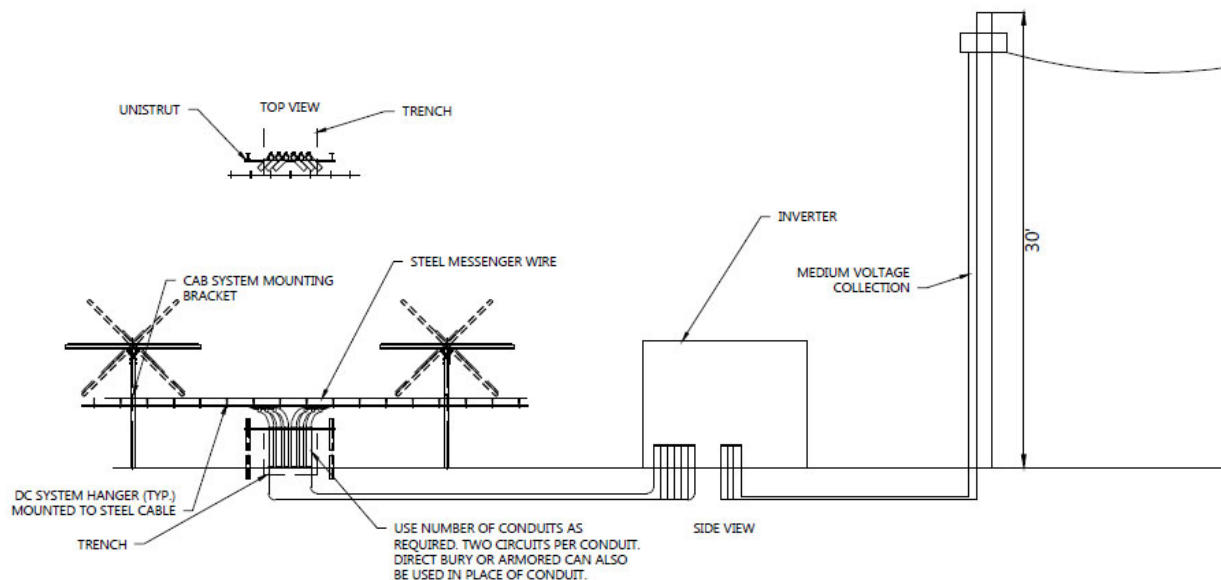 TOP VIEW
UNISTRUT
TRENCH
INVERTER
STEEL MESSENGER WIRE
CAB SYSTEM MOUNTING
BRACKET
MEDIUM VOLTAGE
COLLECTION
30'
DC SYSTEM HANGER (TYP.)
MOUNTED TO STEEL CABLE
TRENCH
USE NUMBER OF CONDUITS AS
REQUIRED. TWO CIRCUITS PER CONDUIT.
DIRECT BURY OR ARMORED CAN ALSO
BE USED IN PLACE OF CONDUIT.
SIDE VIEW